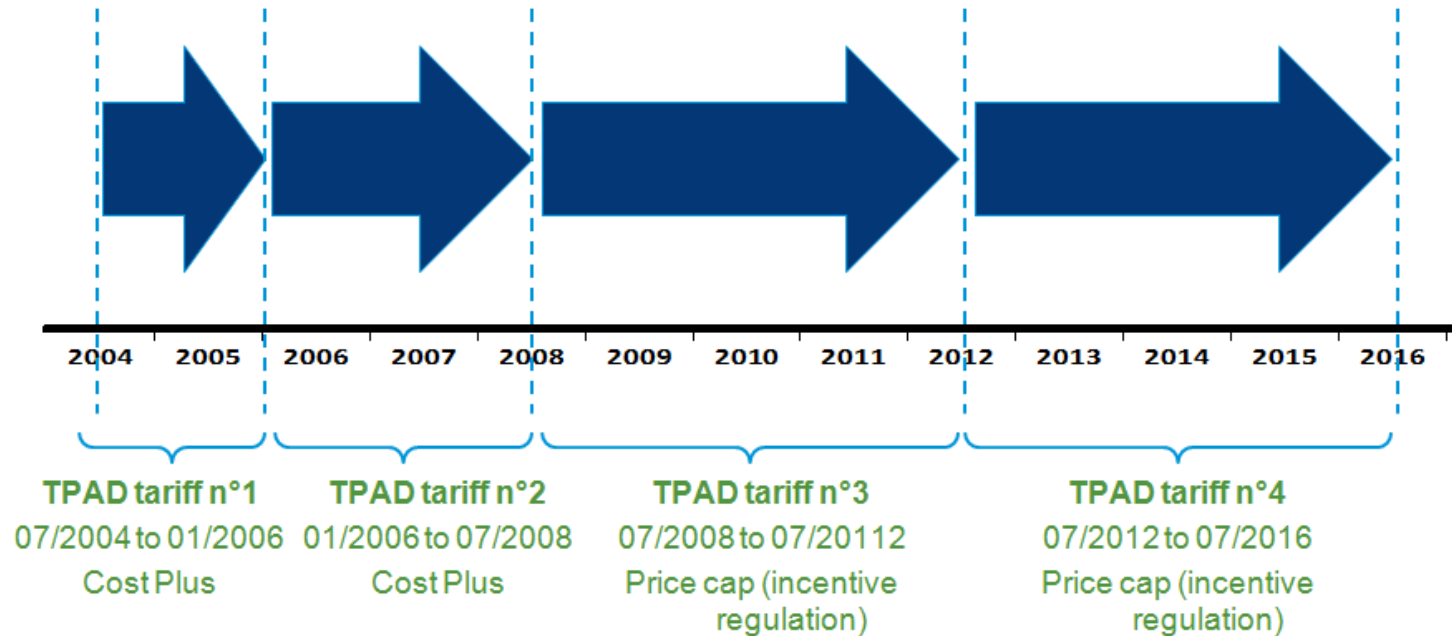 2004 2005 2006 2007 2008 2009 2010 2011 2012 2013 2014 2015 2016
TPAD tariff n°1
07/2004 to 01/2006
Cost Plus
TPAD tariff n°2
01/2006 to 07/2008
Cost Plus
TPAD tariff n°3
07/2008 to 07/20112
Price cap (incentive
regulation)
TPAD tariff n°4
07/2012 to 07/2016
Price cap (incentive
regulation)